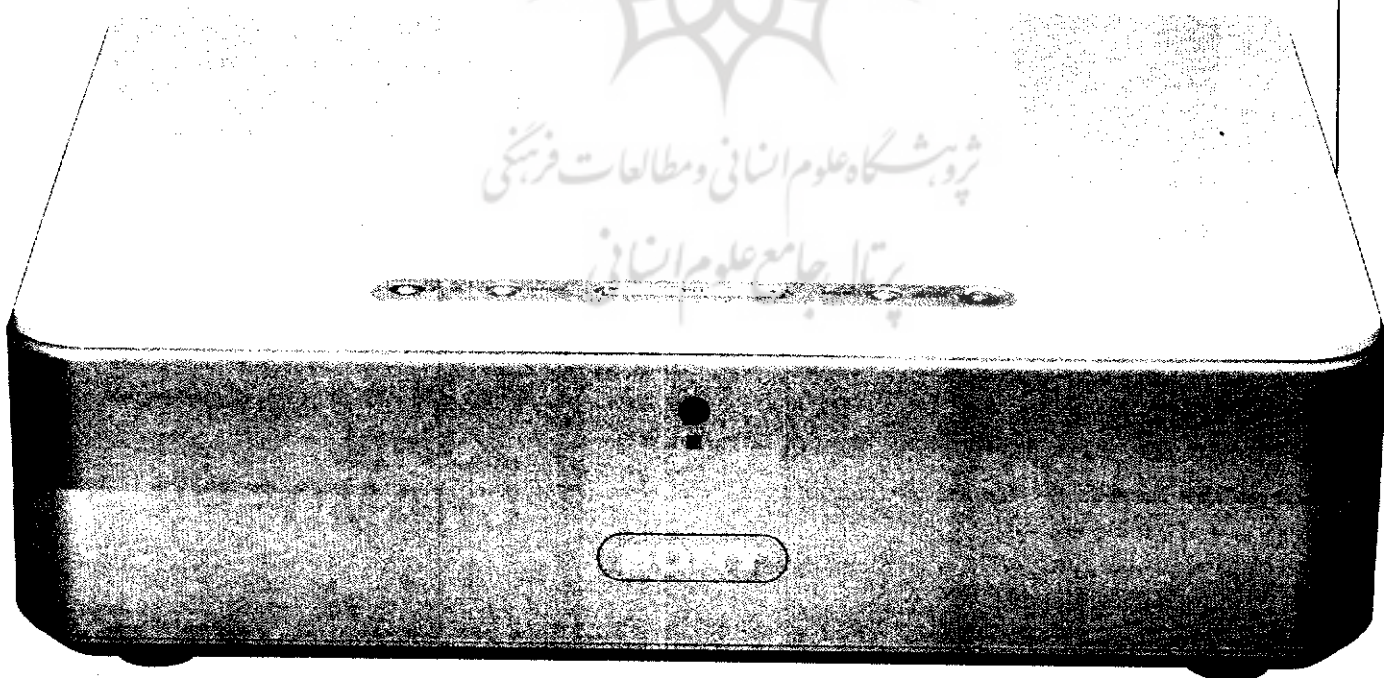 پژوهشگاه علوم انسانی و مطالعات فرهنگی
پرتال جامع علوم انسانی